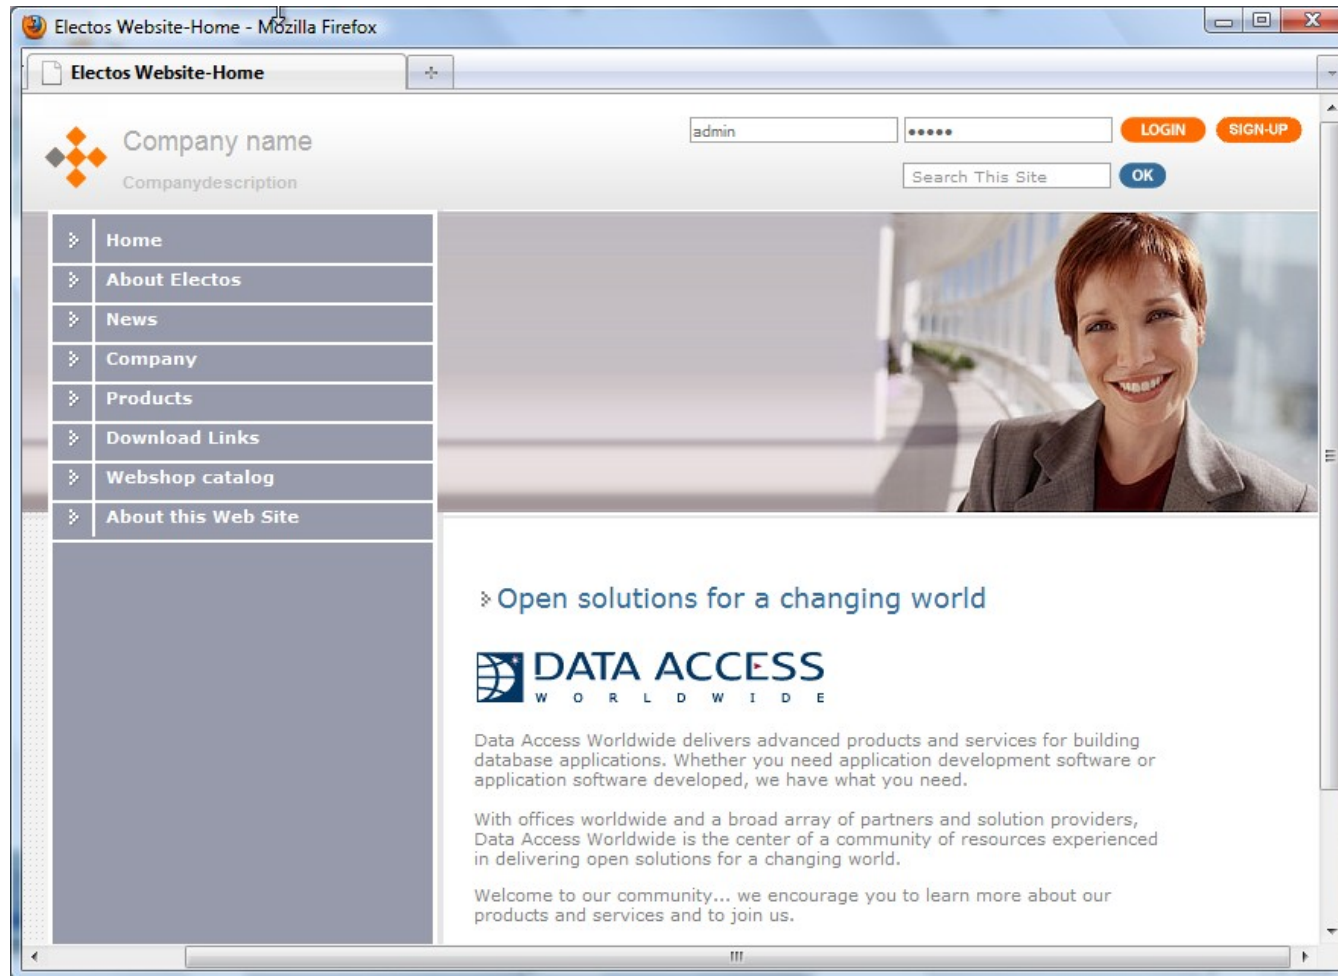 Electos Website-Home - Mozilla Firefox
Electos Website-Home
Company name
Companydescription
admin
•••••
LOGIN
SIGN-UP
Search This Site
OK
Home
About Electos
News
Company
Products
Download Links
Webshop catalog
About this Web Site
Open solutions for a changing world
DATA ACCESS
WORLDWIDE
Data Access Worldwide delivers advanced products and services for building
database applications. Whether you need application development software or
application software developed, we have what you need.
With offices worldwide and a broad array of partners and solution providers,
Data Access Worldwide is the center of a community of resources experienced
in delivering open solutions for a changing world.
Welcome to our community... we encourage you to learn more about our
products and services and to join us.